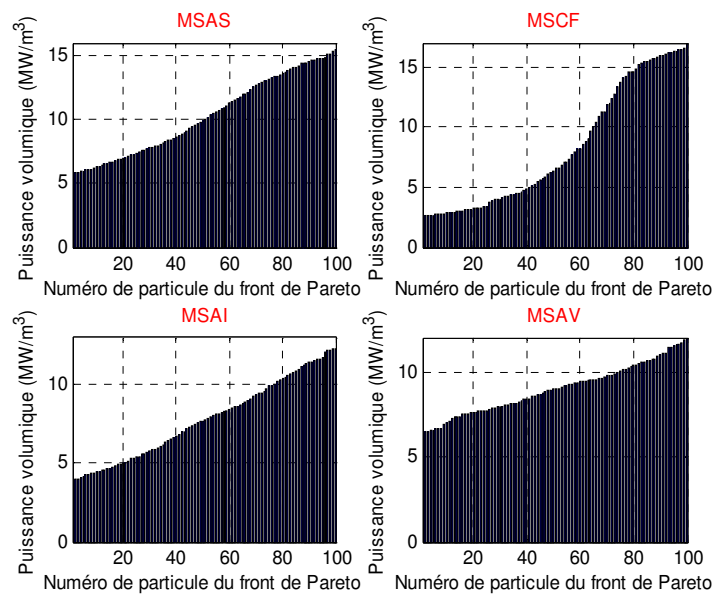 MSAS
Puissance volumique (MW/m³)
15
10
5
0
20 40 60 80 100
Numéro de particule du front de Pareto
MSCF
Puissance volumique (MW/m³)
15
10
5
0
20 40 60 80 100
Numéro de particule du front de Pareto
MSAI
Puissance volumique (MW/m³)
10
5
0
20 40 60 80 100
Numéro de particule du front de Pareto
MSAV
Puissance volumique (MW/m³)
10
5
0
20 40 60 80 100
Numéro de particule du front de Pareto